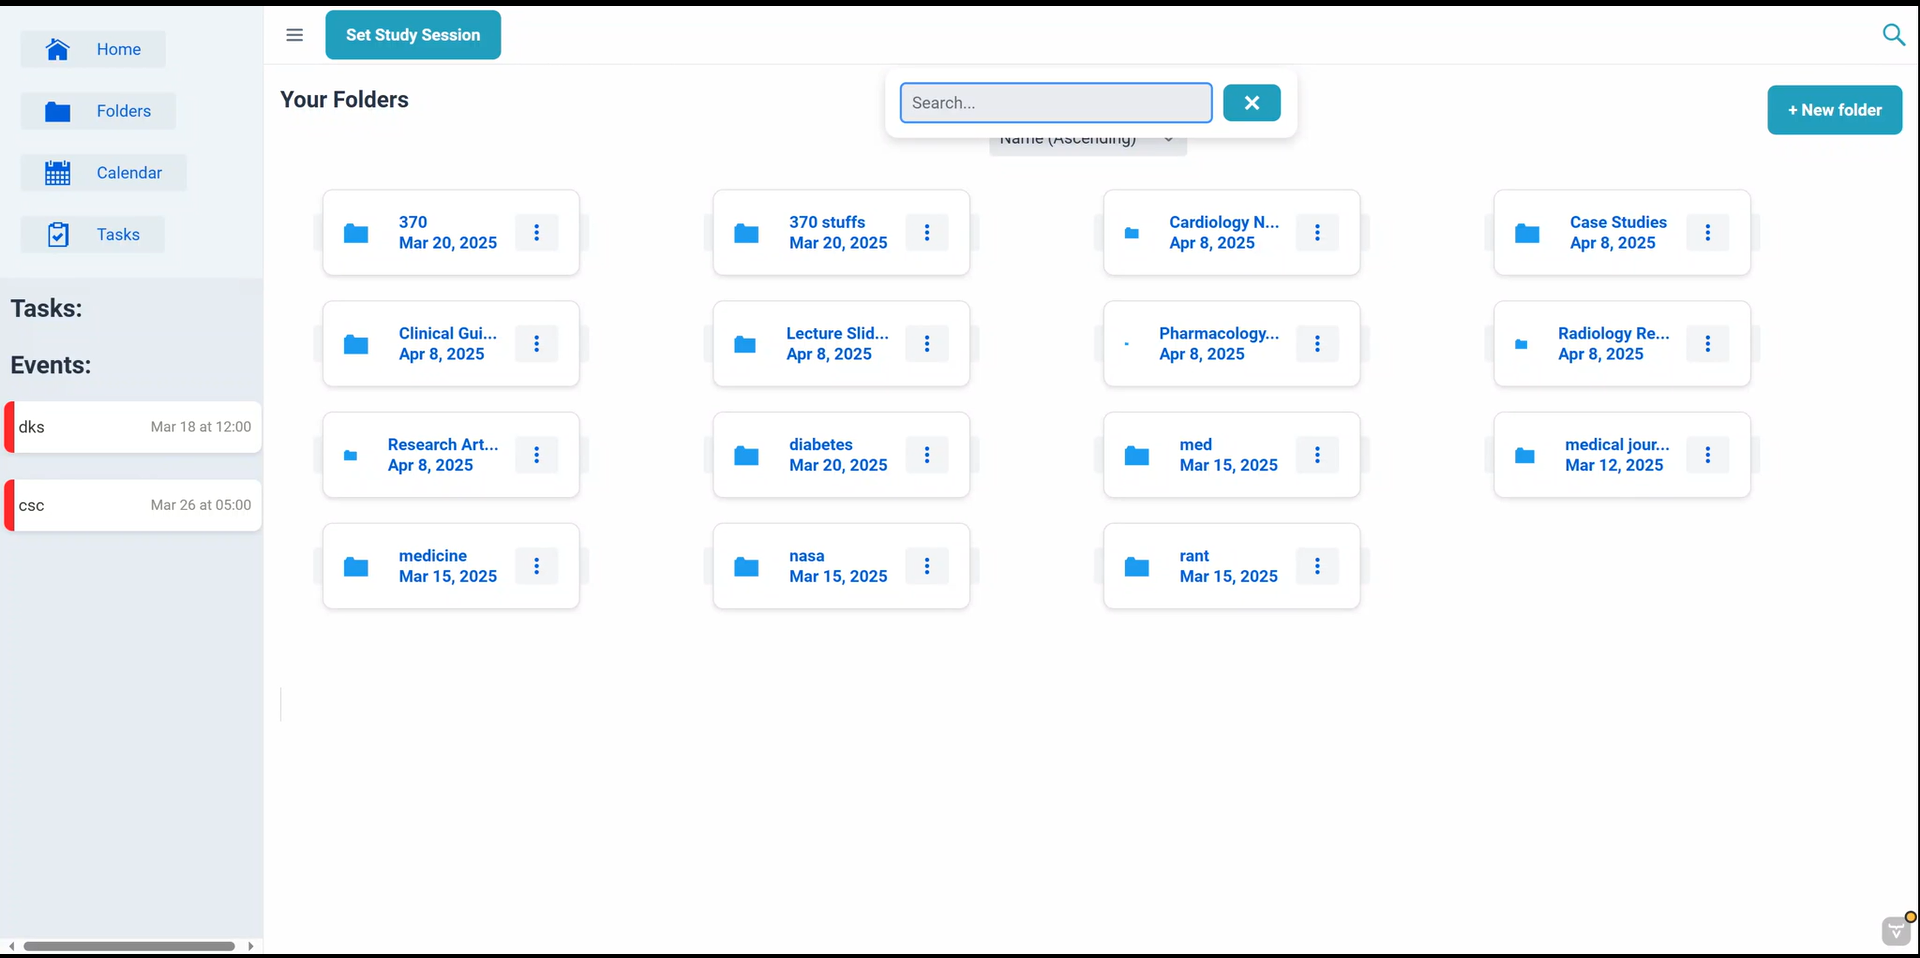 Home
Folders
Calendar
Tasks
Tasks:
Events:
dks Mar 18 at 12:00
csc Mar 26 at 05:00
Set Study Session
Your Folders
Search...
+ New folder
Name (Ascending)
370
Mar 20, 2025
370 stuffs
Mar 20, 2025
Cardiology N...
Apr 8, 2025
Case Studies
Apr 8, 2025
Clinical Gui...
Apr 8, 2025
Lecture Slid...
Apr 8, 2025
Pharmacology...
Apr 8, 2025
Radiology Re...
Apr 8, 2025
Research Art...
Apr 8, 2025
diabetes
Mar 20, 2025
med
Mar 15, 2025
medical jour...
Mar 12, 2025
medicine
Mar 15, 2025
nasa
Mar 15, 2025
rant
Mar 15, 2025